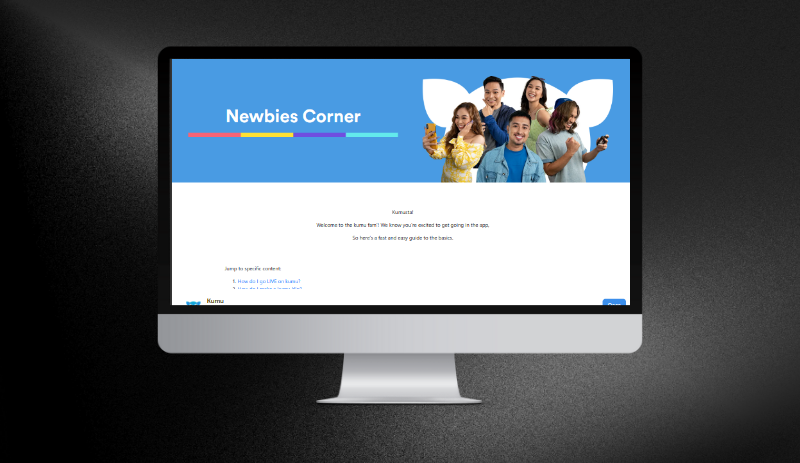 Newbies Corner
Kumusta!
Welcome to the kumu fam! We know you're excited to get going in the app,
So here's a fast and easy guide to the basics.
Jump to specific content:
1. How do I go LIVE on kumu?
Kumu